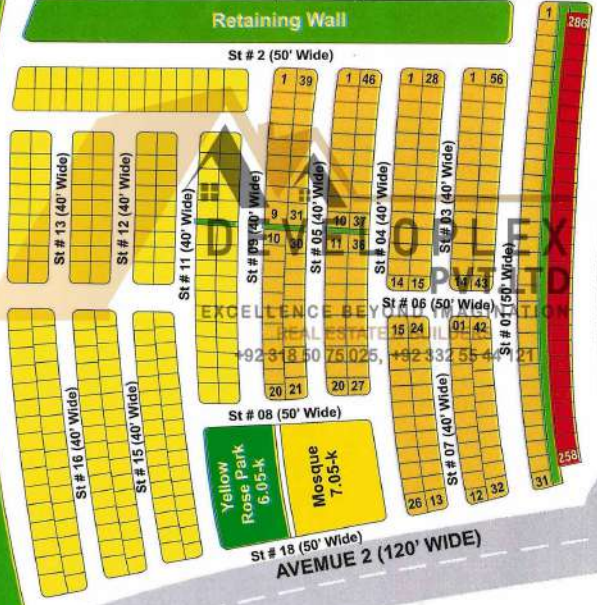 Retaining Wall
1
286
St # 2 (50' Wide)
1 39
1 46
1 28
1 56
St # 13 (40' Wide)
St # 12 (40' Wide)
St # 11 (40' Wide)
St # 09 (40' Wide)
St # 05 (40' Wide)
St # 04 (40' Wide)
St # 03 (40' Wide)
St # 01 (50' Wide)
9 31
10 37
10 30
11 36
DEVELOPLEX
PVT LTD
14 15
14 43
EXCELLENCE BEYOND IMAGINATION
St # 06 (50' Wide)
REAL ESTATE & BUILDERS
15 24
01 42
+92 318 50 75 025, +92 332 55 44 121
20 21
20 27
St # 16 (40' Wide)
St # 15 (40' Wide)
St # 07 (40' Wide)
St # 08 (50' Wide)
Yellow
Rose Park
6.05-k
Mosque
7.05-k
26 13
12 32
31
258
St # 18 (50' Wide)
AVEMUE 2 (120' WIDE)